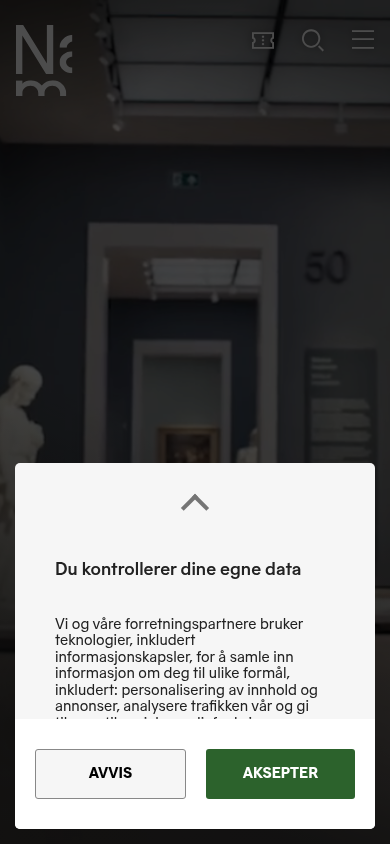 Na
m
50
Du kontrollerer dine egne data
Vi og våre forretningspartnere bruker
teknologier, inkludert
informasjonskapsler, for å samle inn
informasjon om deg til ulike formål,
inkludert: personalisering av innhold og
annonser, analysere trafikken vår og gi
AVVIS
AKSEPTER